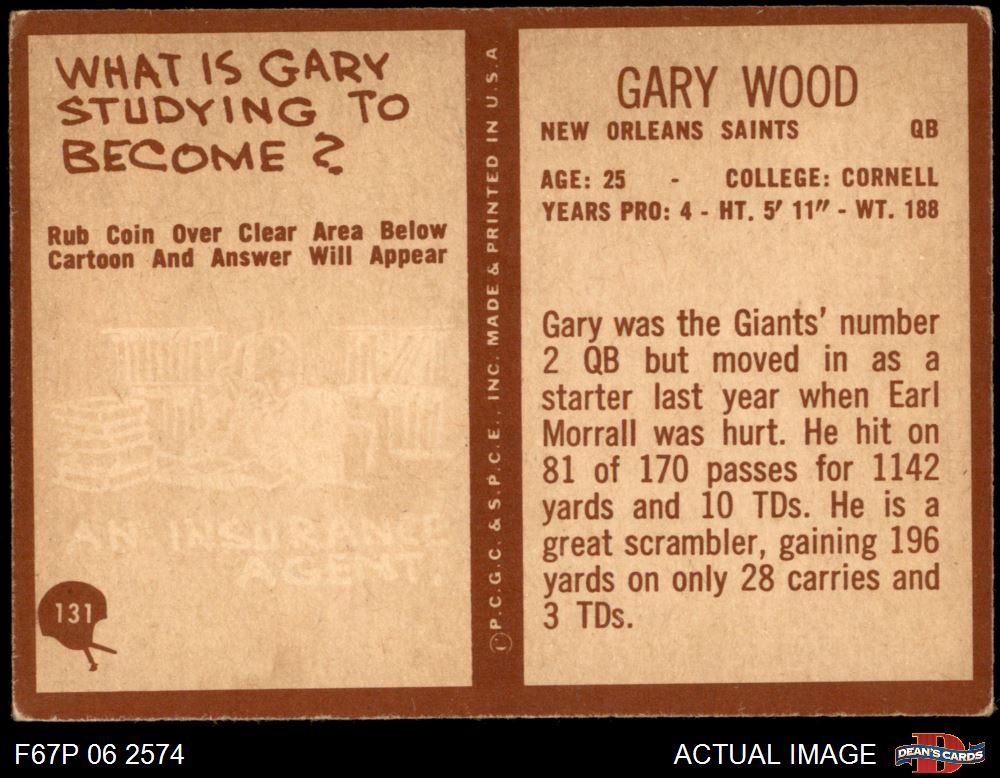 WHAT IS GARY
STUDYING TO
BECOME?
Rub Coin Over Clear Area Below
Cartoon And Answer Will Appear
AN INSURANCE
AGENT.
131
P.C.G.C. & S.P.C.E., INC. MADE & PRINTED IN U.S.A
GARY WOOD
NEW ORLEANS SAINTS QB
AGE: 25 - COLLEGE: CORNELL
YEARS PRO: 4 - HT. 5' 11" - WT. 188
Gary was the Giants' number
2 QB but moved in as a
starter last year when Earl
Morrall was hurt. He hit on
81 of 170 passes for 1142
yards and 10 TDs. He is a
great scrambler, gaining 196
yards on only 28 carries and
3 TDs.
F67P 06 2574
ACTUAL IMAGE
DEAN'S CARDS